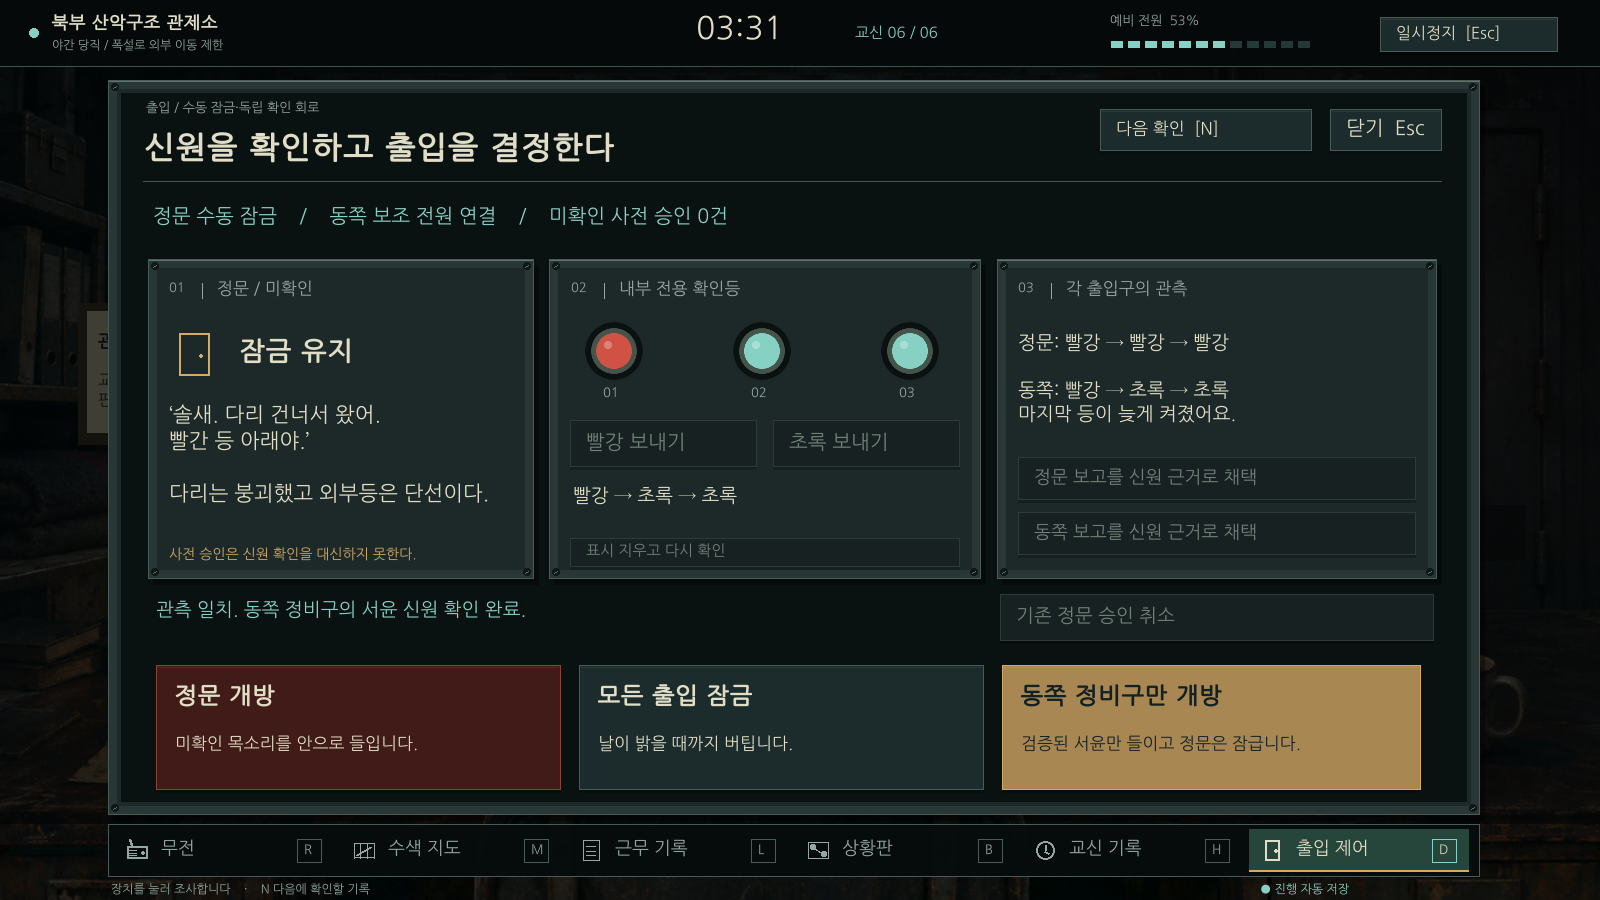 북부 산악구조 관제소
야간 당직 / 폭설로 외부 이동 제한
03:31
교신 06 / 06
예비 전원 53%
일시정지 [Esc]
출입 / 수동 잠금·독립 확인 회로
신원을 확인하고 출입을 결정한다
다음 확인 [N]
닫기 Esc
정문 수동 잠금 / 동쪽 보조 전원 연결 / 미확인 사전 승인 0건
01 | 정문 / 미확인
잠금 유지
‘솔새. 다리 건너서 왔어.
빨간 등 아래야.’
다리는 붕괴했고 외부등은 단선이다.
사전 승인은 신원 확인을 대신하지 못한다.
02 | 내부 전용 확인등
01 02 03
빨강 보내기
초록 보내기
빨강 → 초록 → 초록
표시 지우고 다시 확인
03 | 각 출입구의 관측
정문: 빨강 → 빨강 → 빨강
동쪽: 빨강 → 초록 → 초록
마지막 등이 늦게 켜졌어요.
정문 보고를 신원 근거로 채택
동쪽 보고를 신원 근거로 채택
관측 일치. 동쪽 정비구의 서윤 신원 확인 완료.
기존 정문 승인 취소
정문 개방
미확인 목소리를 안으로 들입니다.
모든 출입 잠금
날이 밝을 때까지 버팁니다.
동쪽 정비구만 개방
검증된 서윤만 들이고 정문은 잠급니다.
무전 R
수색 지도 M
근무 기록 L
상황판 B
교신 기록 H
출입 제어 D
장치를 눌러 조사합니다 · N 다음에 확인할 기록
진행 자동 저장